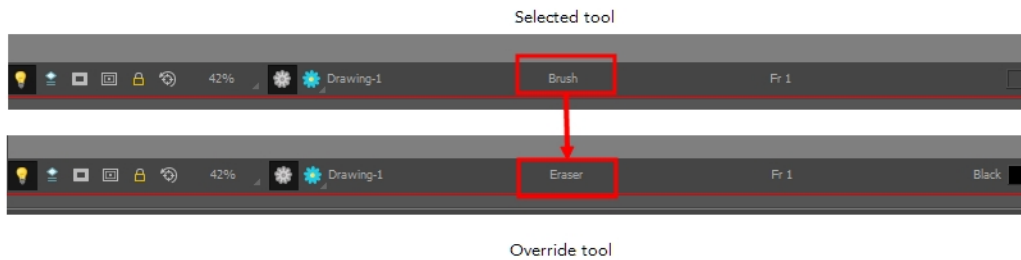 Selected tool
42% Drawing-1 Brush Fr 1
42% Drawing-1 Eraser Fr 1 Black
Override tool